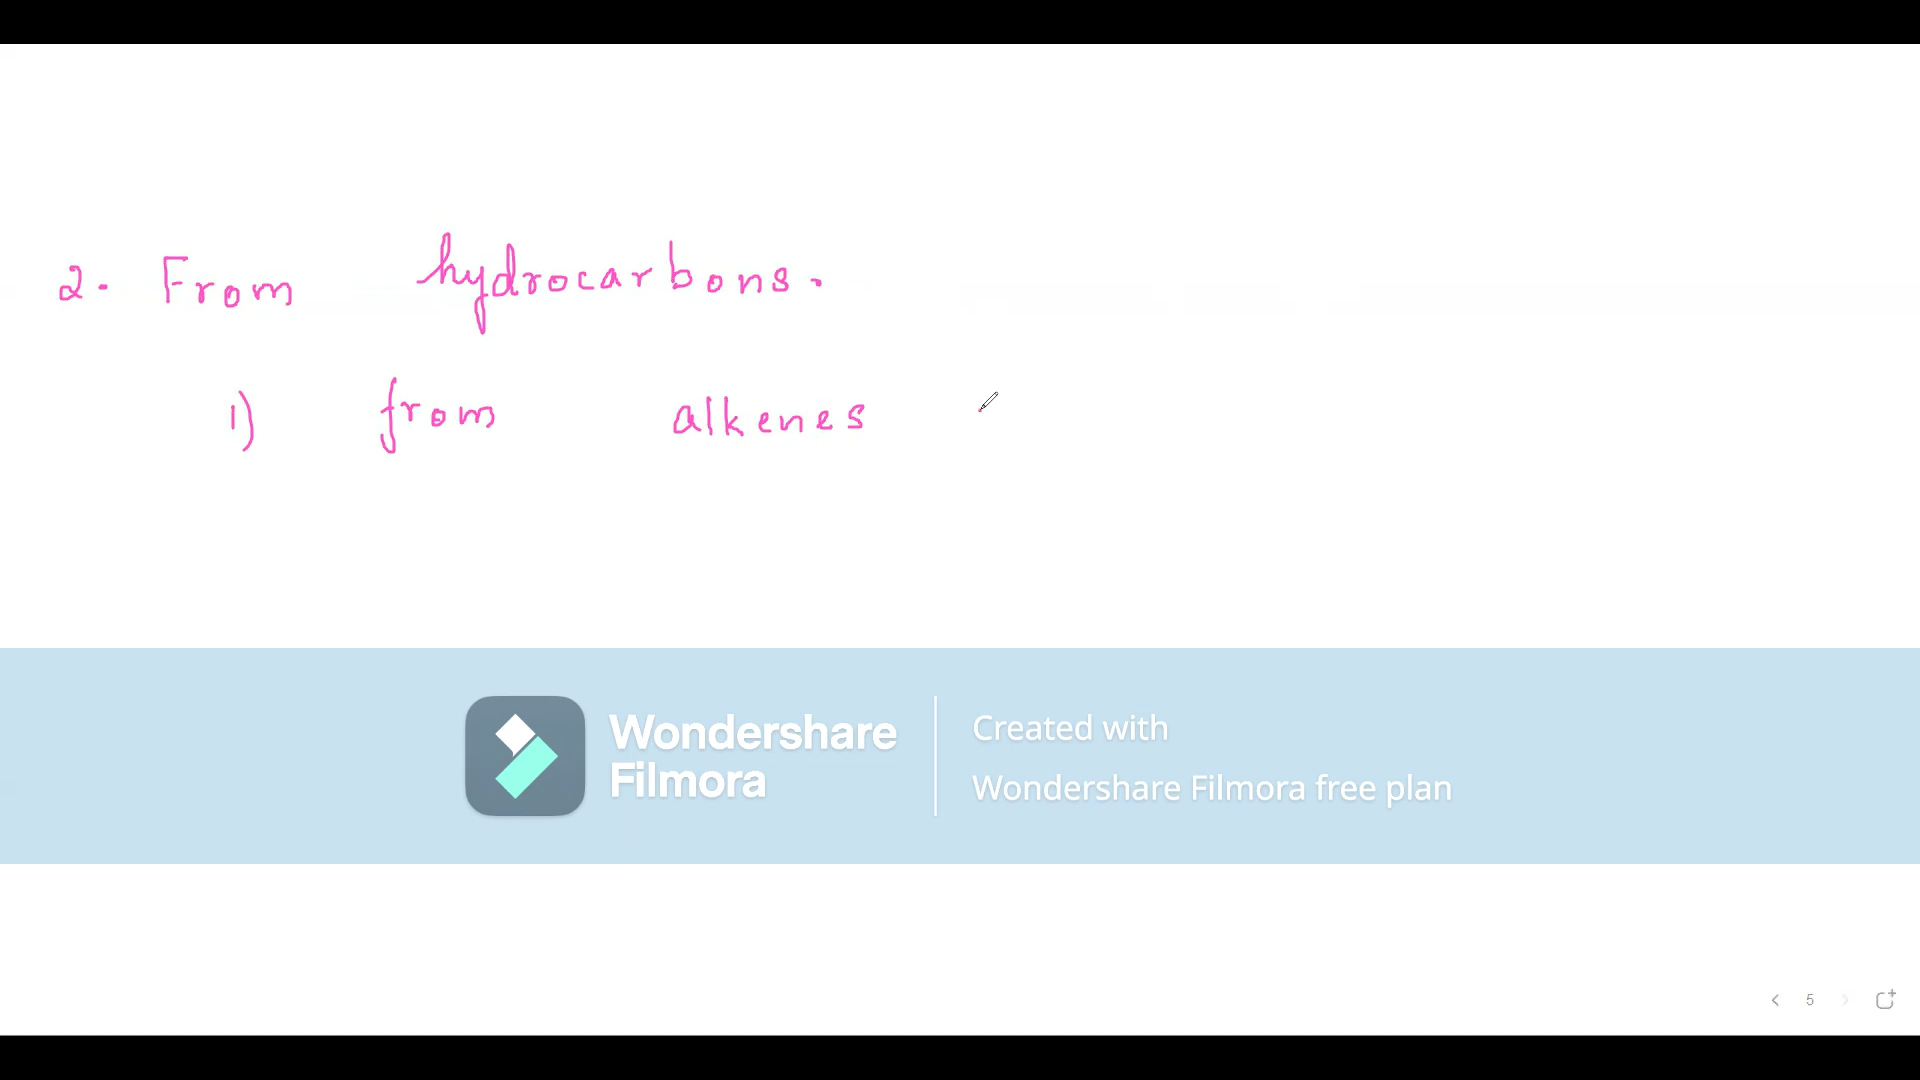 2. From hydrocarbons.
1) from alkenes
Wondershare
Filmora
Created with
Wondershare Filmora free plan
5